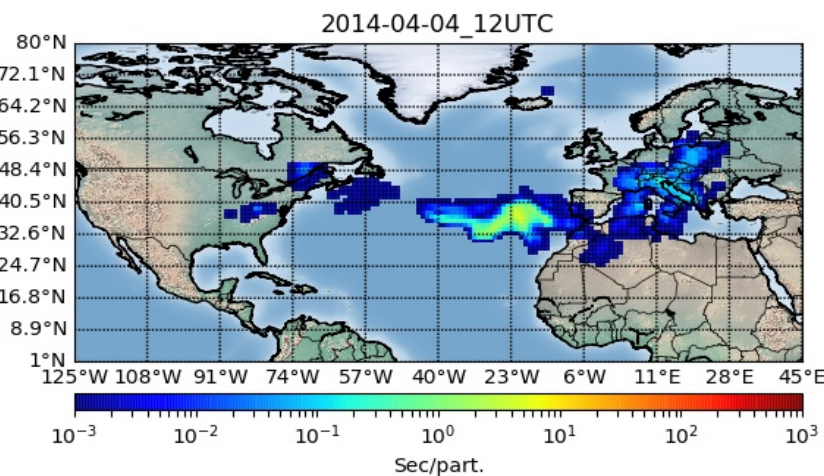 2014-04-04_12UTC
80°N
72.1°N
64.2°N
56.3°N
48.4°N
40.5°N
32.6°N
24.7°N
16.8°N
8.9°N
1°N
125°W 108°W 91°W 74°W 57°W 40°W 23°W 6°W 11°E 28°E 45°E
10⁻³ 10⁻² 10⁻¹ 10⁰ 10¹ 10² 10³
Sec/part.